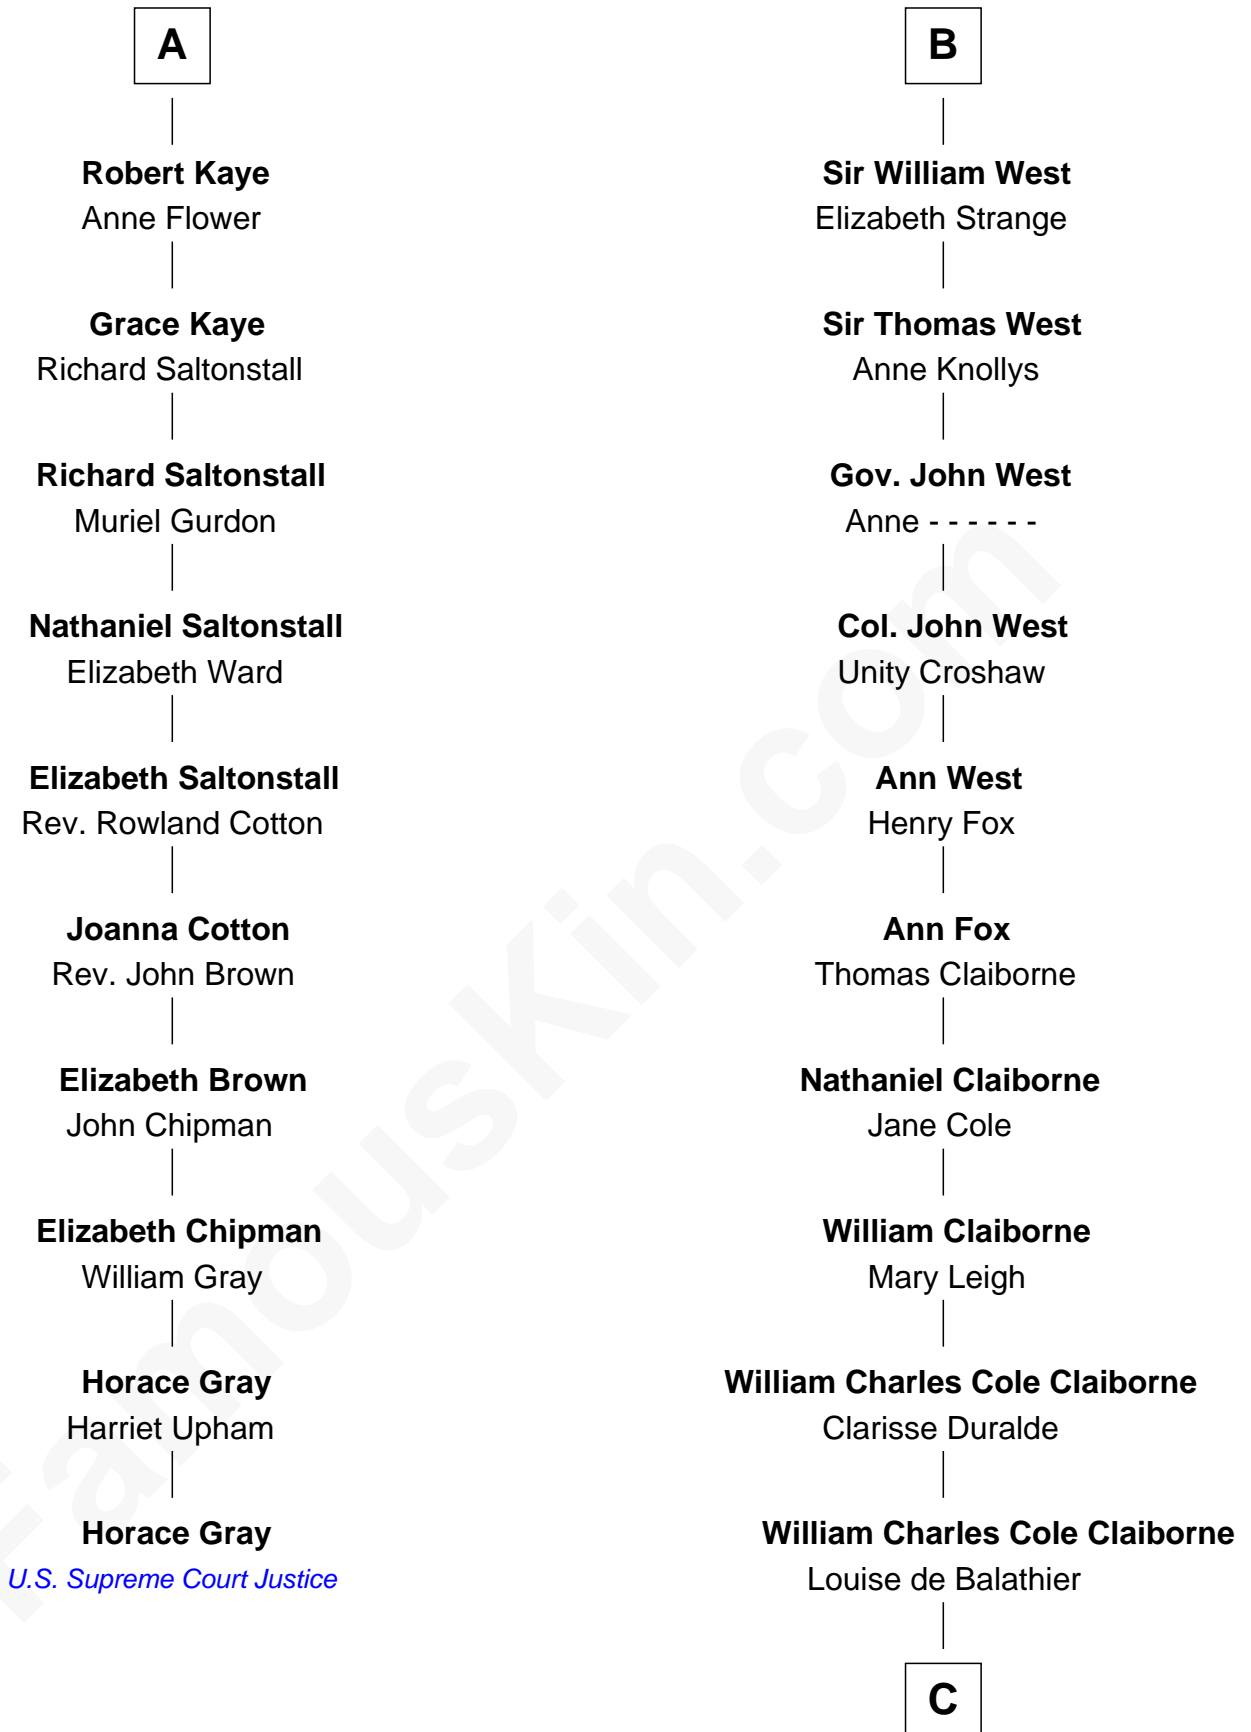 A
Robert Kaye
Anne Flower
Grace Kaye
Richard Saltonstall
Richard Saltonstall
Muriel Gurdon
Nathaniel Saltonstall
Elizabeth Ward
Elizabeth Saltonstall
Rev. Rowland Cotton
Joanna Cotton
Rev. John Brown
Elizabeth Brown
John Chipman
Elizabeth Chipman
William Gray
Horace Gray
Harriet Upham
Horace Gray
U.S. Supreme Court Justice
B
Sir William West
Elizabeth Strange
Sir Thomas West
Anne Knollys
Gov. John West
Anne - - - - - -
Col. John West
Unity Croshaw
Ann West
Henry Fox
Ann Fox
Thomas Claiborne
Nathaniel Claiborne
Jane Cole
William Claiborne
Mary Leigh
William Charles Cole Claiborne
Clarisse Duralde
William Charles Cole Claiborne
Louise de Balathier
C
FamousKin.com